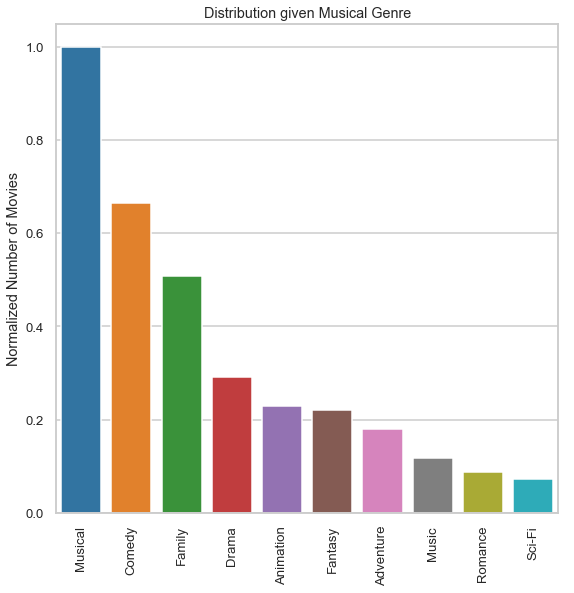 Distribution given Musical Genre
Normalized Number of Movies
1.0
0.8
0.6
0.4
0.2
0.0
Musical
Comedy
Family
Drama
Animation
Fantasy
Adventure
Music
Romance
Sci-Fi